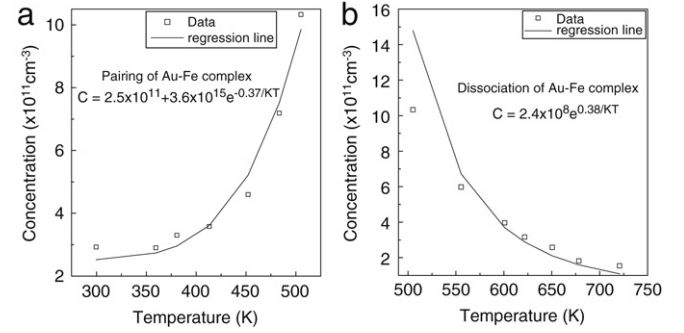 a
Data
regression line
Pairing of Au-Fe complex
C = 2.5x10¹¹+3.6x10¹⁵e⁻⁰·³⁷/ᴷᵀ
Concentration (x10¹¹cm⁻³)
10
8
6
4
2
300 350 400 450 500
Temperature (K)
b
Data
regression line
Dissociation of Au-Fe complex
C = 2.4x10⁸e⁰·³⁸/ᴷᵀ
Concentration (x10¹¹cm⁻³)
16
14
12
10
8
6
4
2
500 550 600 650 700 750
Temperature (K)